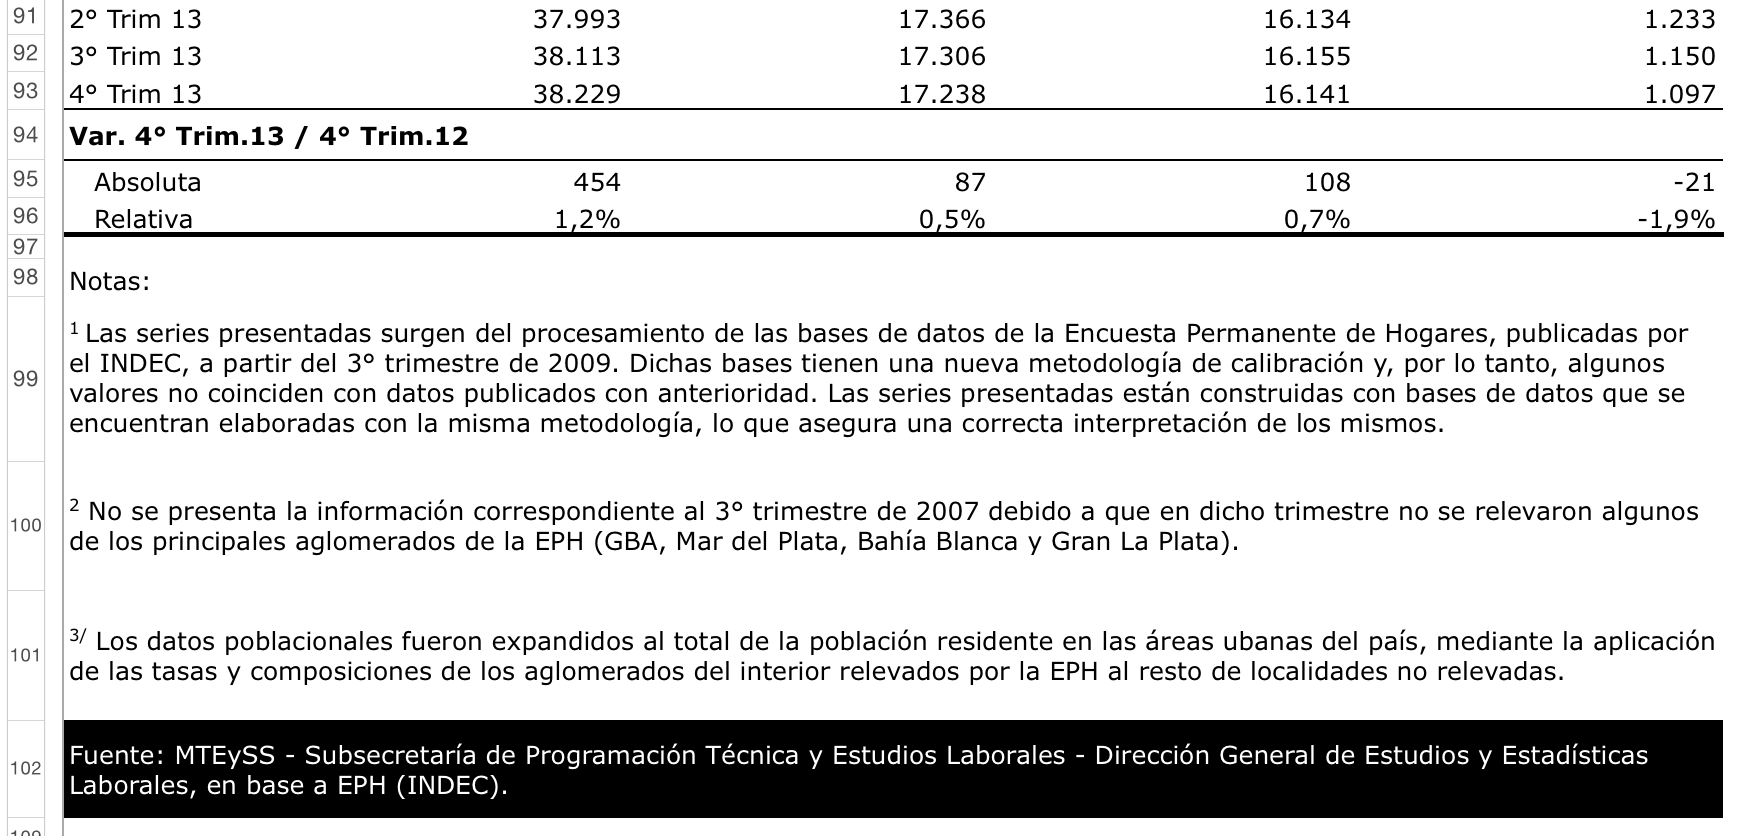 91 2° Trim 13 37.993 17.366 16.134 1.233
92 3° Trim 13 38.113 17.306 16.155 1.150
93 4° Trim 13 38.229 17.238 16.141 1.097
94 Var. 4° Trim.13 / 4° Trim.12
95 Absoluta 454 87 108 -21
96 Relativa 1,2% 0,5% 0,7% -1,9%
97
98 Notas:
1 Las series presentadas surgen del procesamiento de las bases de datos de la Encuesta Permanente de Hogares, publicadas por
99 el INDEC, a partir del 3° trimestre de 2009. Dichas bases tienen una nueva metodología de calibración y, por lo tanto, algunos
valores no coinciden con datos publicados con anterioridad. Las series presentadas están construidas con bases de datos que se
encuentran elaboradas con la misma metodología, lo que asegura una correcta interpretación de los mismos.
100 2 No se presenta la información correspondiente al 3° trimestre de 2007 debido a que en dicho trimestre no se relevaron algunos
de los principales aglomerados de la EPH (GBA, Mar del Plata, Bahía Blanca y Gran La Plata).
101 3/ Los datos poblacionales fueron expandidos al total de la población residente en las áreas ubanas del país, mediante la aplicación
de las tasas y composiciones de los aglomerados del interior relevados por la EPH al resto de localidades no relevadas.
102 Fuente: MTEySS - Subsecretaría de Programación Técnica y Estudios Laborales - Dirección General de Estudios y Estadísticas
Laborales, en base a EPH (INDEC).